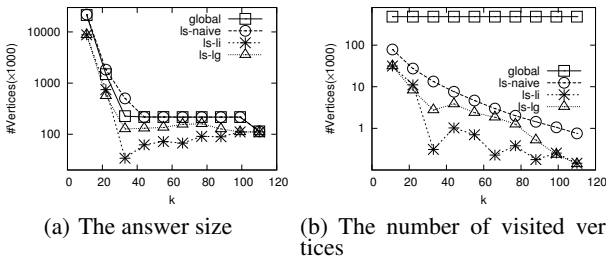 global
ls-naive
ls-li
ls-lg
10000
1000
100
#Vertices(×1000)
0 20 40 60 80 100 120
k
(a) The answer size
global
ls-naive
ls-li
ls-lg
100
10
1
#Vertices(×1000)
0 20 40 60 80 100 120
k
(b) The number of visited ver
tices